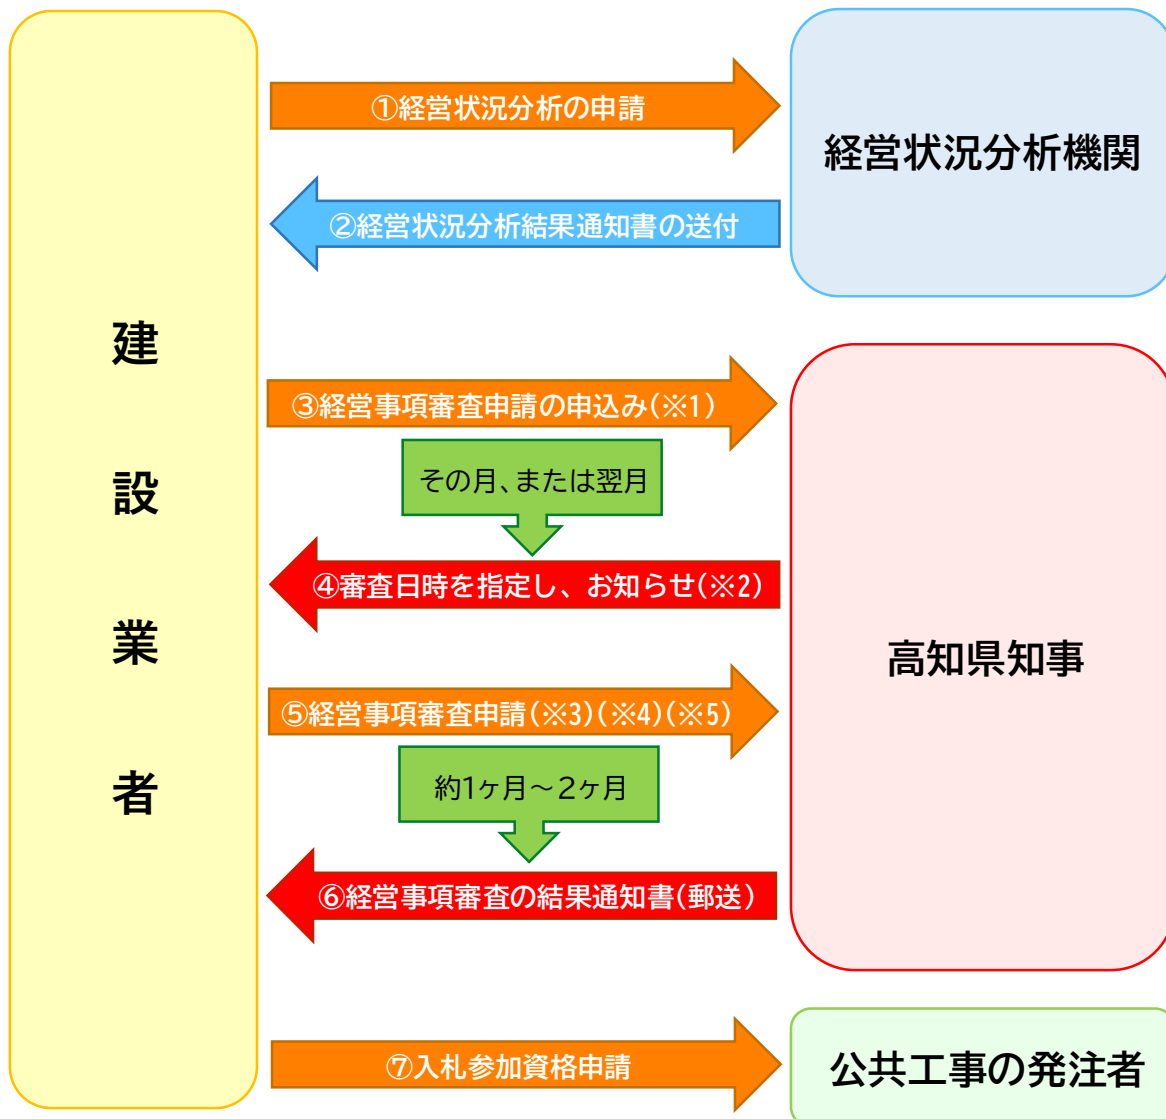 建設業者
①経営状況分析の申請
経営状況分析機関
②経営状況分析結果通知書の送付
③経営事項審査申請の申込み(※1)
その月、または翌月
④審査日時を指定し、お知らせ(※2)
高知県知事
⑤経営事項審査申請(※3)(※4)(※5)
約1ヶ月～2ヶ月
⑥経営事項審査の結果通知書(郵送)
⑦入札参加資格申請
公共工事の発注者